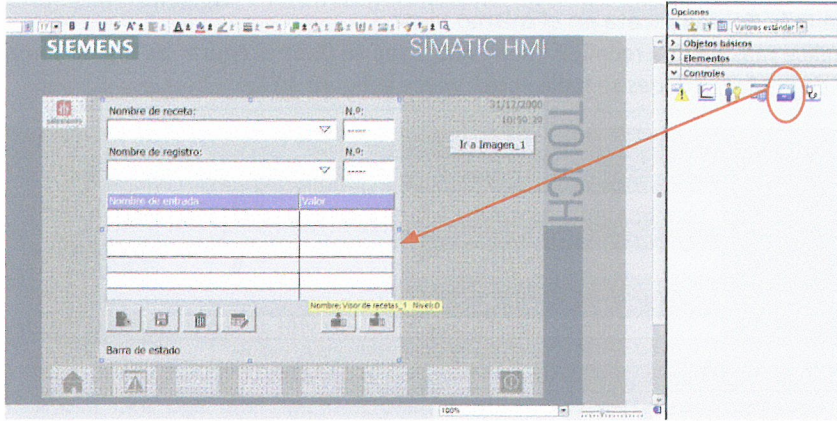 Opciones
17
B I U S
Valores estándar
Objetos básicos
Elementos
Controles
SIEMENS
SIMATIC HMI
TOUCH
31/12/2000
10:59:39
Nombre de receta:
N.º:
-----
Nombre de registro:
N.º:
-----
Ir a Imagen_1
Nombre de entrada
Valor
Nombre: Visor de recetas_1 Nivel:0
Barra de estado
100%